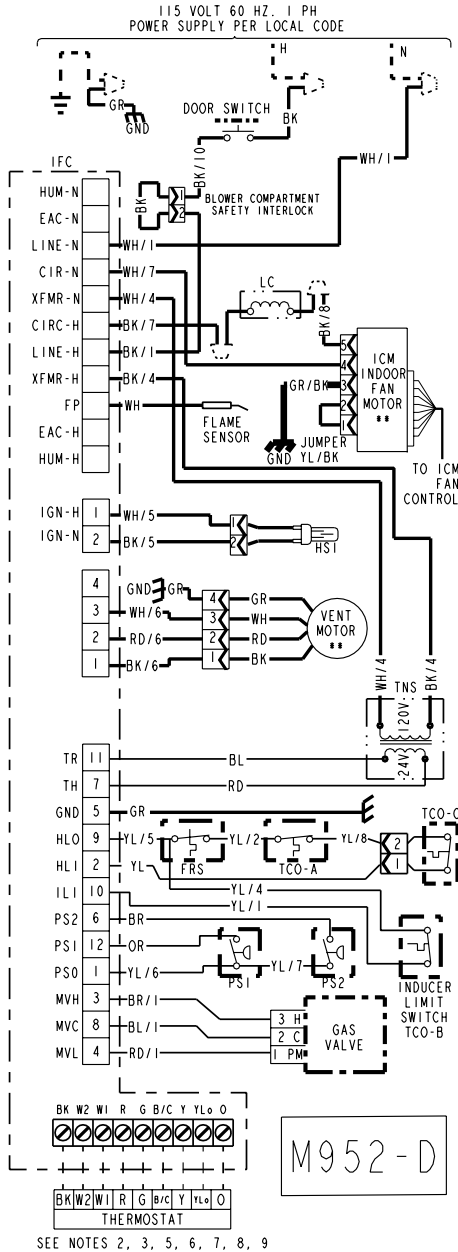 115 VOLT 60 HZ. 1 PH
POWER SUPPLY PER LOCAL CODE
H
N
GR
GND
DOOR SWITCH
BK
BK/10
WH/1
IFC
BK
1
2
BLOWER COMPARTMENT
SAFETY INTERLOCK
HUM-N
EAC-N
LINE-N
WH/1
CIR-N
WH/7
XFMR-N
WH/4
CIRC-H
BK/7
LINE-H
BK/1
XFMR-H
BK/4
FP
WH
EAC-H
HUM-H
LC
BK/8
5
4
3
2
1
ICM
INDOOR
FAN
MOTOR
**
GR/BK
FLAME
SENSOR
GND
JUMPER
YL/BK
TO ICM
FAN
CONTROL
IGN-H
1
WH/5
1
IGN-N
2
BK/5
2
HSI
4
GND
GR
4
GR
3
WH/6
3
WH
2
RD/6
2
RD
1
BK/6
1
BK
VENT
MOTOR
**
WH/4
BK/4
TNS
120V
24V
TR
11
BL
TH
7
RD
GND
5
GR
TCO-C
HLO
9
YL/5
YL/2
YL/8
2
HLI
2
YL
FRS
TCO-A
1
ILI
10
YL/4
YL/1
PS2
6
BR
PS1
12
OR
PS0
1
YL/6
PS1
YL/7
PS2
INDUCER
LIMIT
SWITCH
TCO-B
MVH
3
BR/1
3 H
MVC
8
BL/1
2 C
MVL
4
RD/1
1 PM
GAS
VALVE
BK W2 W1 R G B/C Y YLo O
BK W2 W1 R G B/C Y YLo O
THERMOSTAT
M952-D
SEE NOTES 2, 3, 5, 6, 7, 8, 9